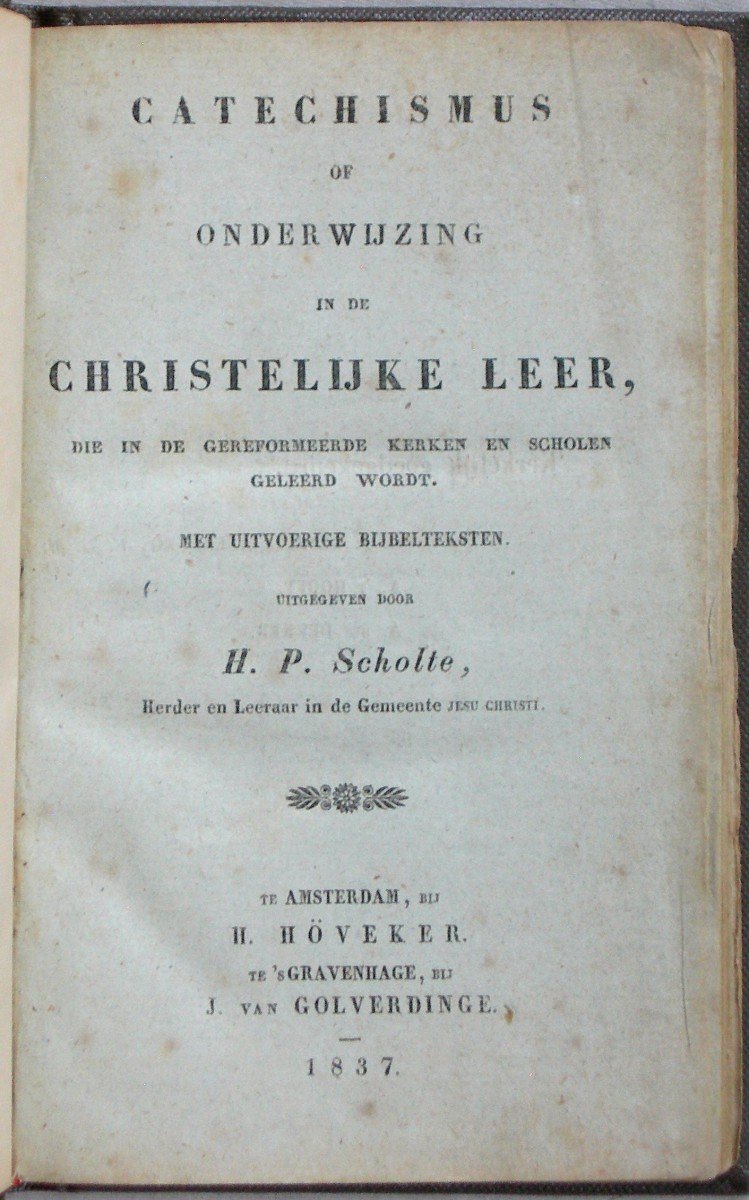 CATECHISMUS
OF
ONDERWIJZING
IN DE
CHRISTELIJKE LEER,
DIE IN DE GEREFORMEERDE KERKEN EN SCHOLEN
GELEERD WORDT.
MET UITVOERIGE BIJBELTEKSTEN.
UITGEGEVEN DOOR
H. P. Scholte,
Herder en Leeraar in de Gemeente JESU CHRISTI.
TE AMSTERDAM, BIJ
H. HÖVEKER.
TE 'sGRAVENHAGE, BIJ
J. VAN GOLVERDINGE.
1837.